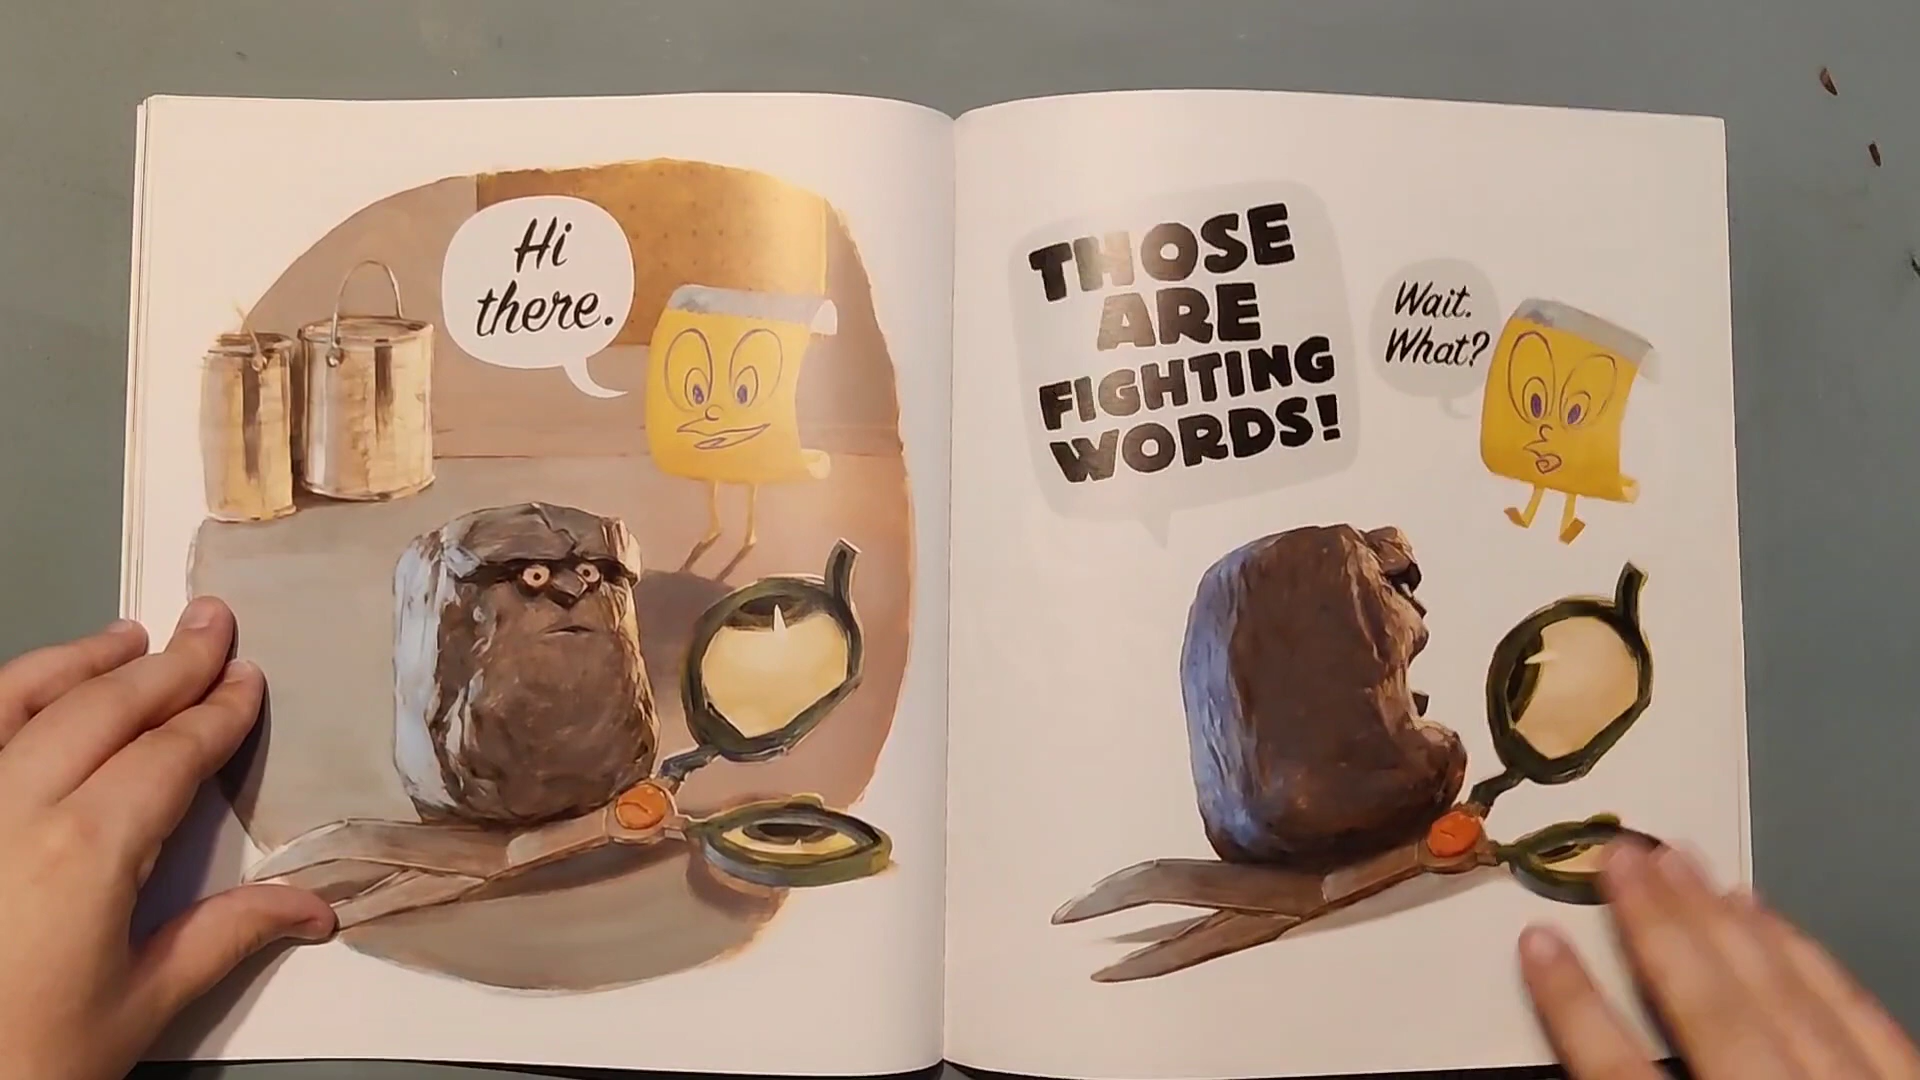 Hi
there.
THOSE
ARE
FIGHTING
WORDS!
Wait.
What?